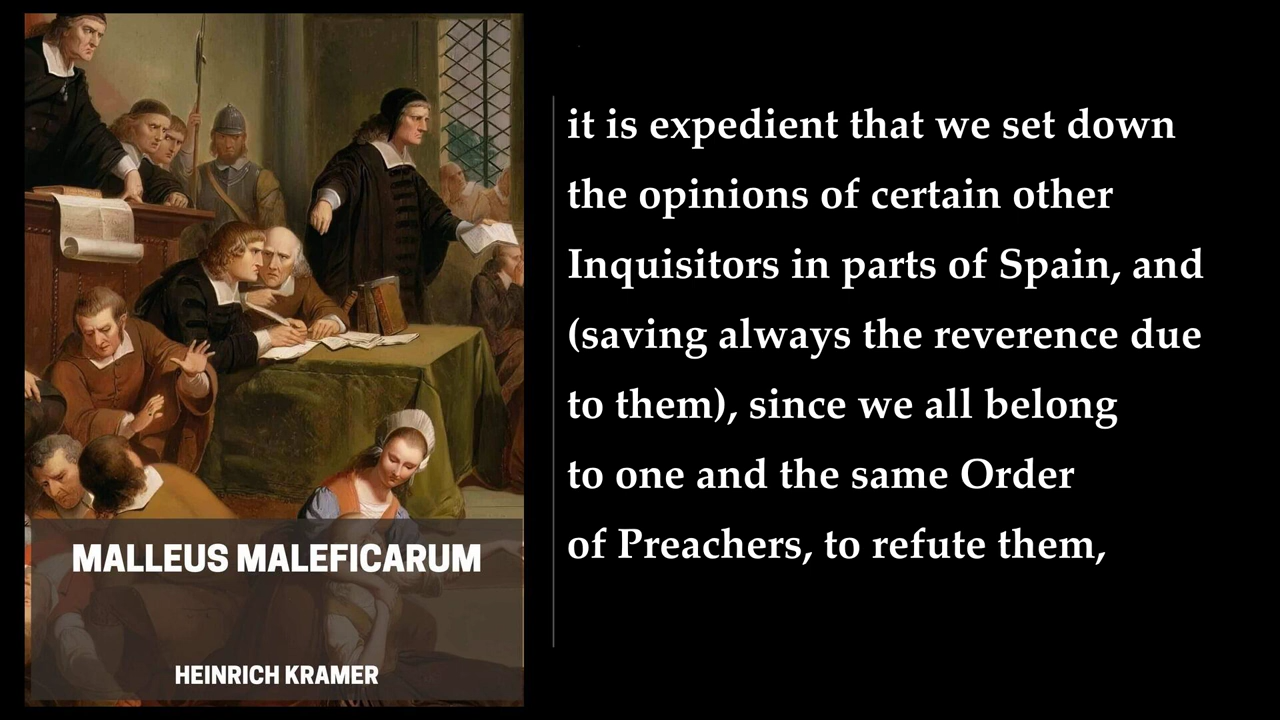 MALLEUS MALEFICARUM
HEINRICH KRAMER
it is expedient that we set down
the opinions of certain other
Inquisitors in parts of Spain, and
(saving always the reverence due
to them), since we all belong
to one and the same Order
of Preachers, to refute them,